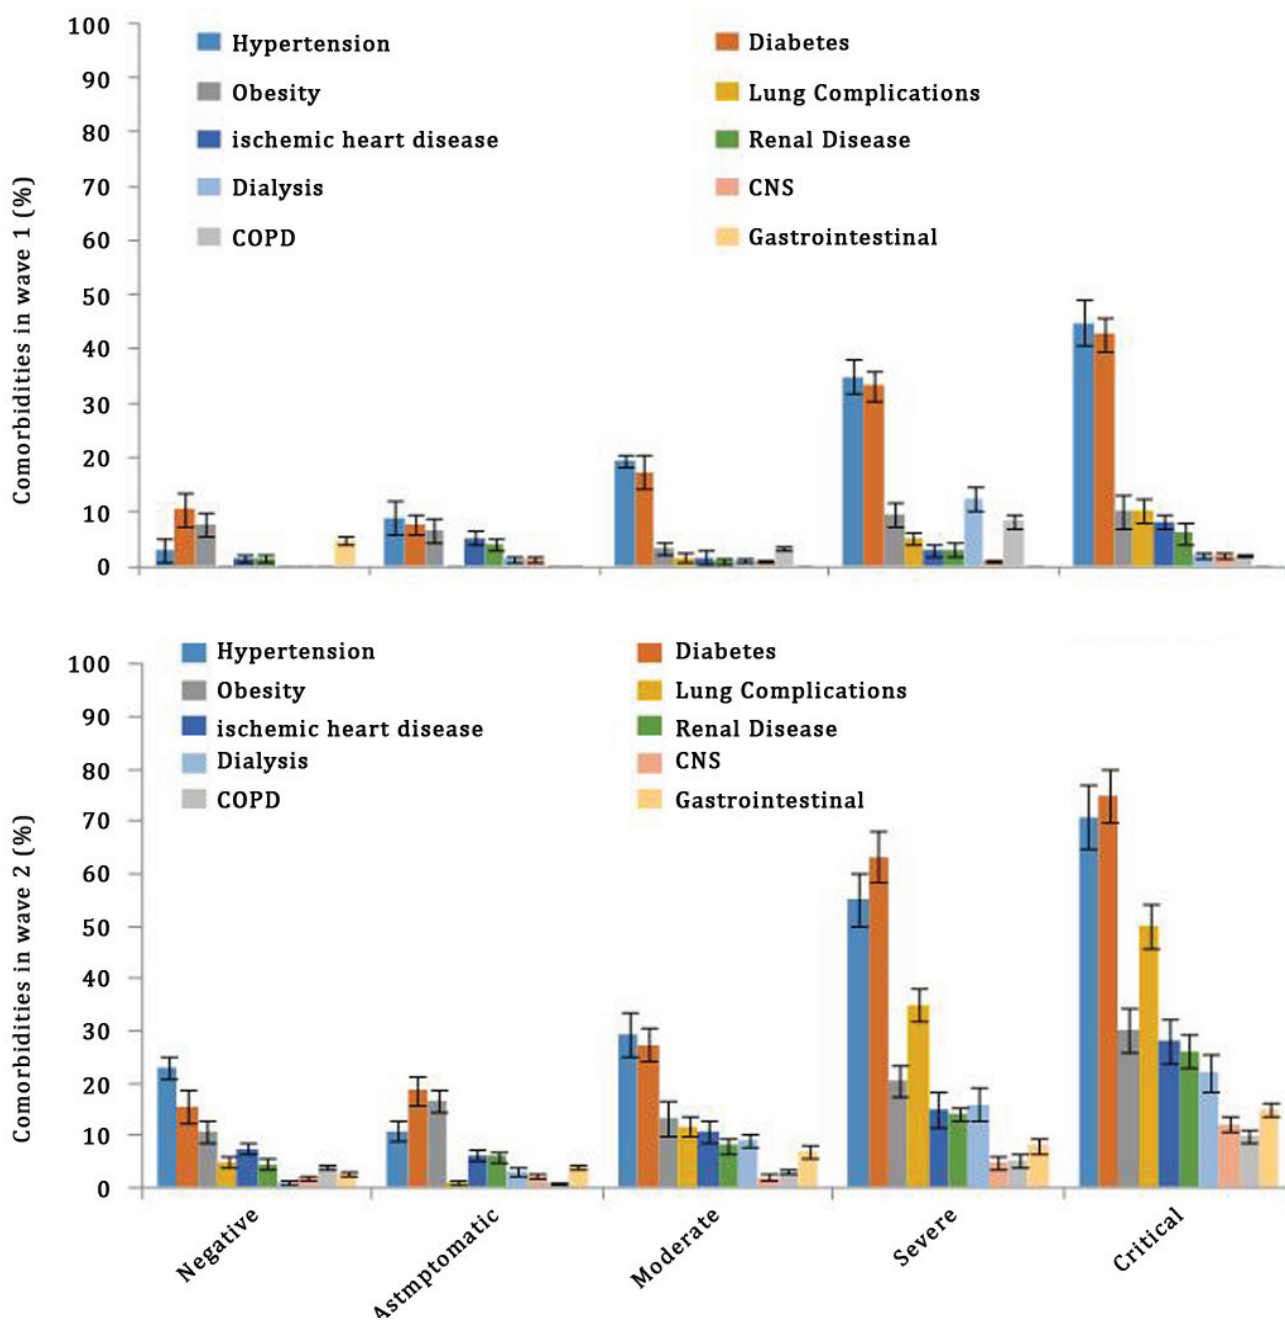 Comorbidities in wave 1 (%)
100
90
80
70
60
50
40
30
20
10
0
Hypertension
Diabetes
Obesity
Lung Complications
ischemic heart disease
Renal Disease
Dialysis
CNS
COPD
Gastrointestinal
Comorbidities in wave 2 (%)
100
90
80
70
60
50
40
30
20
10
0
Hypertension
Diabetes
Obesity
Lung Complications
ischemic heart disease
Renal Disease
Dialysis
CNS
COPD
Gastrointestinal
Negative
Astmptomatic
Moderate
Severe
Critical